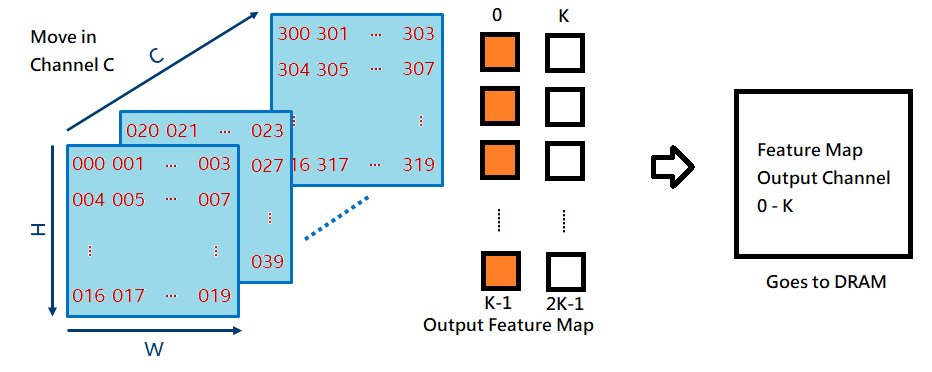 Move in
Channel C
C
300 301 ... 303
304 305 ... 307
16 317 ... 319
020 021 ... 023
027
039
000 001 ... 003
004 005 ... 007
016 017 ... 019
H
W
0 K
K-1 2K-1
Output Feature Map
Feature Map
Output Channel
0 - K
Goes to DRAM